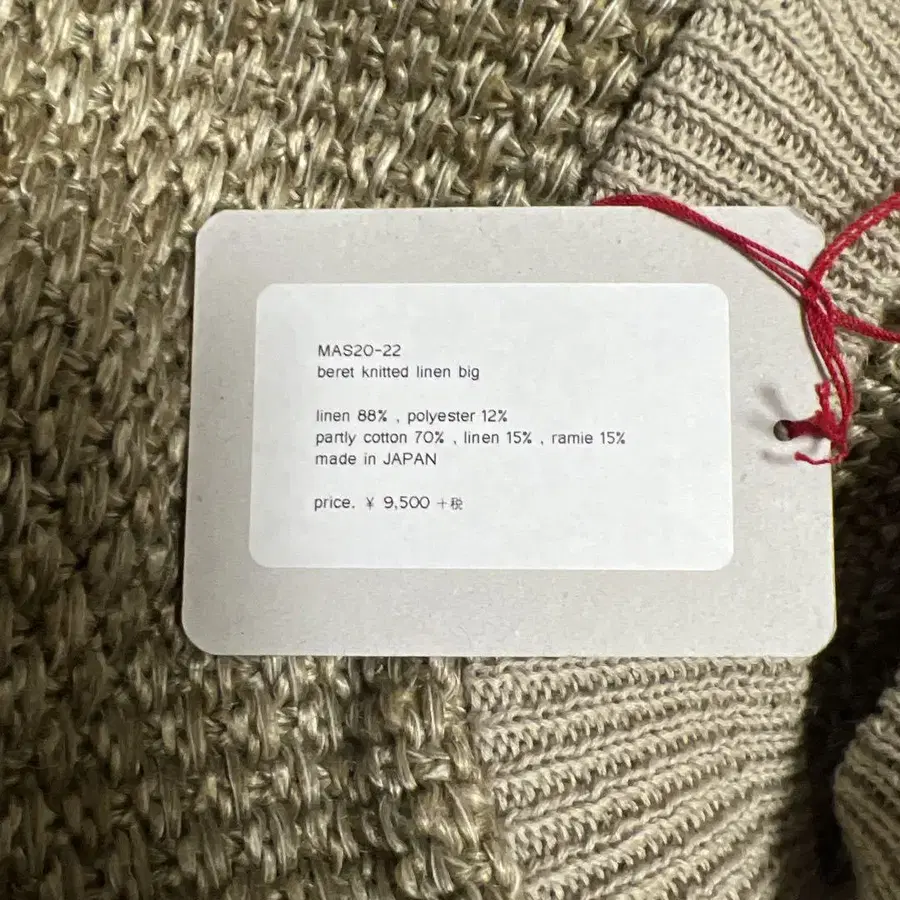 MAS20-22
beret knitted linen big
linen 88% , polyester 12%
partly cotton 70% , linen 15% , ramie 15%
made in JAPAN
price. ¥ 9,500 +税